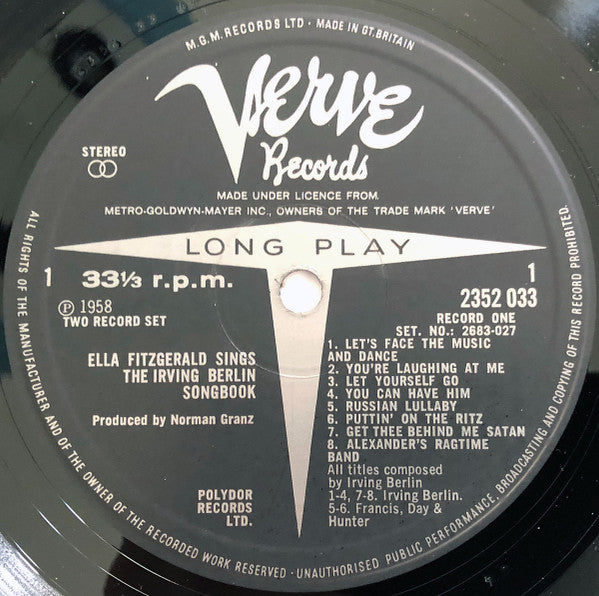 M.G.M. RECORDS LTD · MADE IN GT. BRITAIN
Verve
Records
STEREO
MADE UNDER LICENCE FROM
METRO-GOLDWYN-MAYER INC., OWNERS OF THE TRADE MARK 'VERVE'
LONG PLAY
1 33⅓ r.p.m.
Ⓟ 1958
TWO RECORD SET
ELLA FITZGERALD SINGS
THE IRVING BERLIN
SONGBOOK
Produced by Norman Granz
POLYDOR
RECORDS
LTD.
1
2352 033
RECORD ONE
SET. NO.: 2683-027
1. LET'S FACE THE MUSIC
AND DANCE
2. YOU'RE LAUGHING AT ME
3. LET YOURSELF GO
4. YOU CAN HAVE HIM
5. RUSSIAN LULLABY
6. PUTTIN' ON THE RITZ
7. GET THEE BEHIND ME SATAN
8. ALEXANDER'S RAGTIME
BAND
All titles composed
by Irving Berlin
1-4, 7-8. Irving Berlin.
5-6. Francis, Day &
Hunter
ALL RIGHTS OF THE MANUFACTURER AND OF THE OWNER OF THE RECORDED WORK RESERVED · UNAUTHORISED PUBLIC PERFORMANCE, BROADCASTING AND COPYING OF THIS RECORD PROHIBITED.